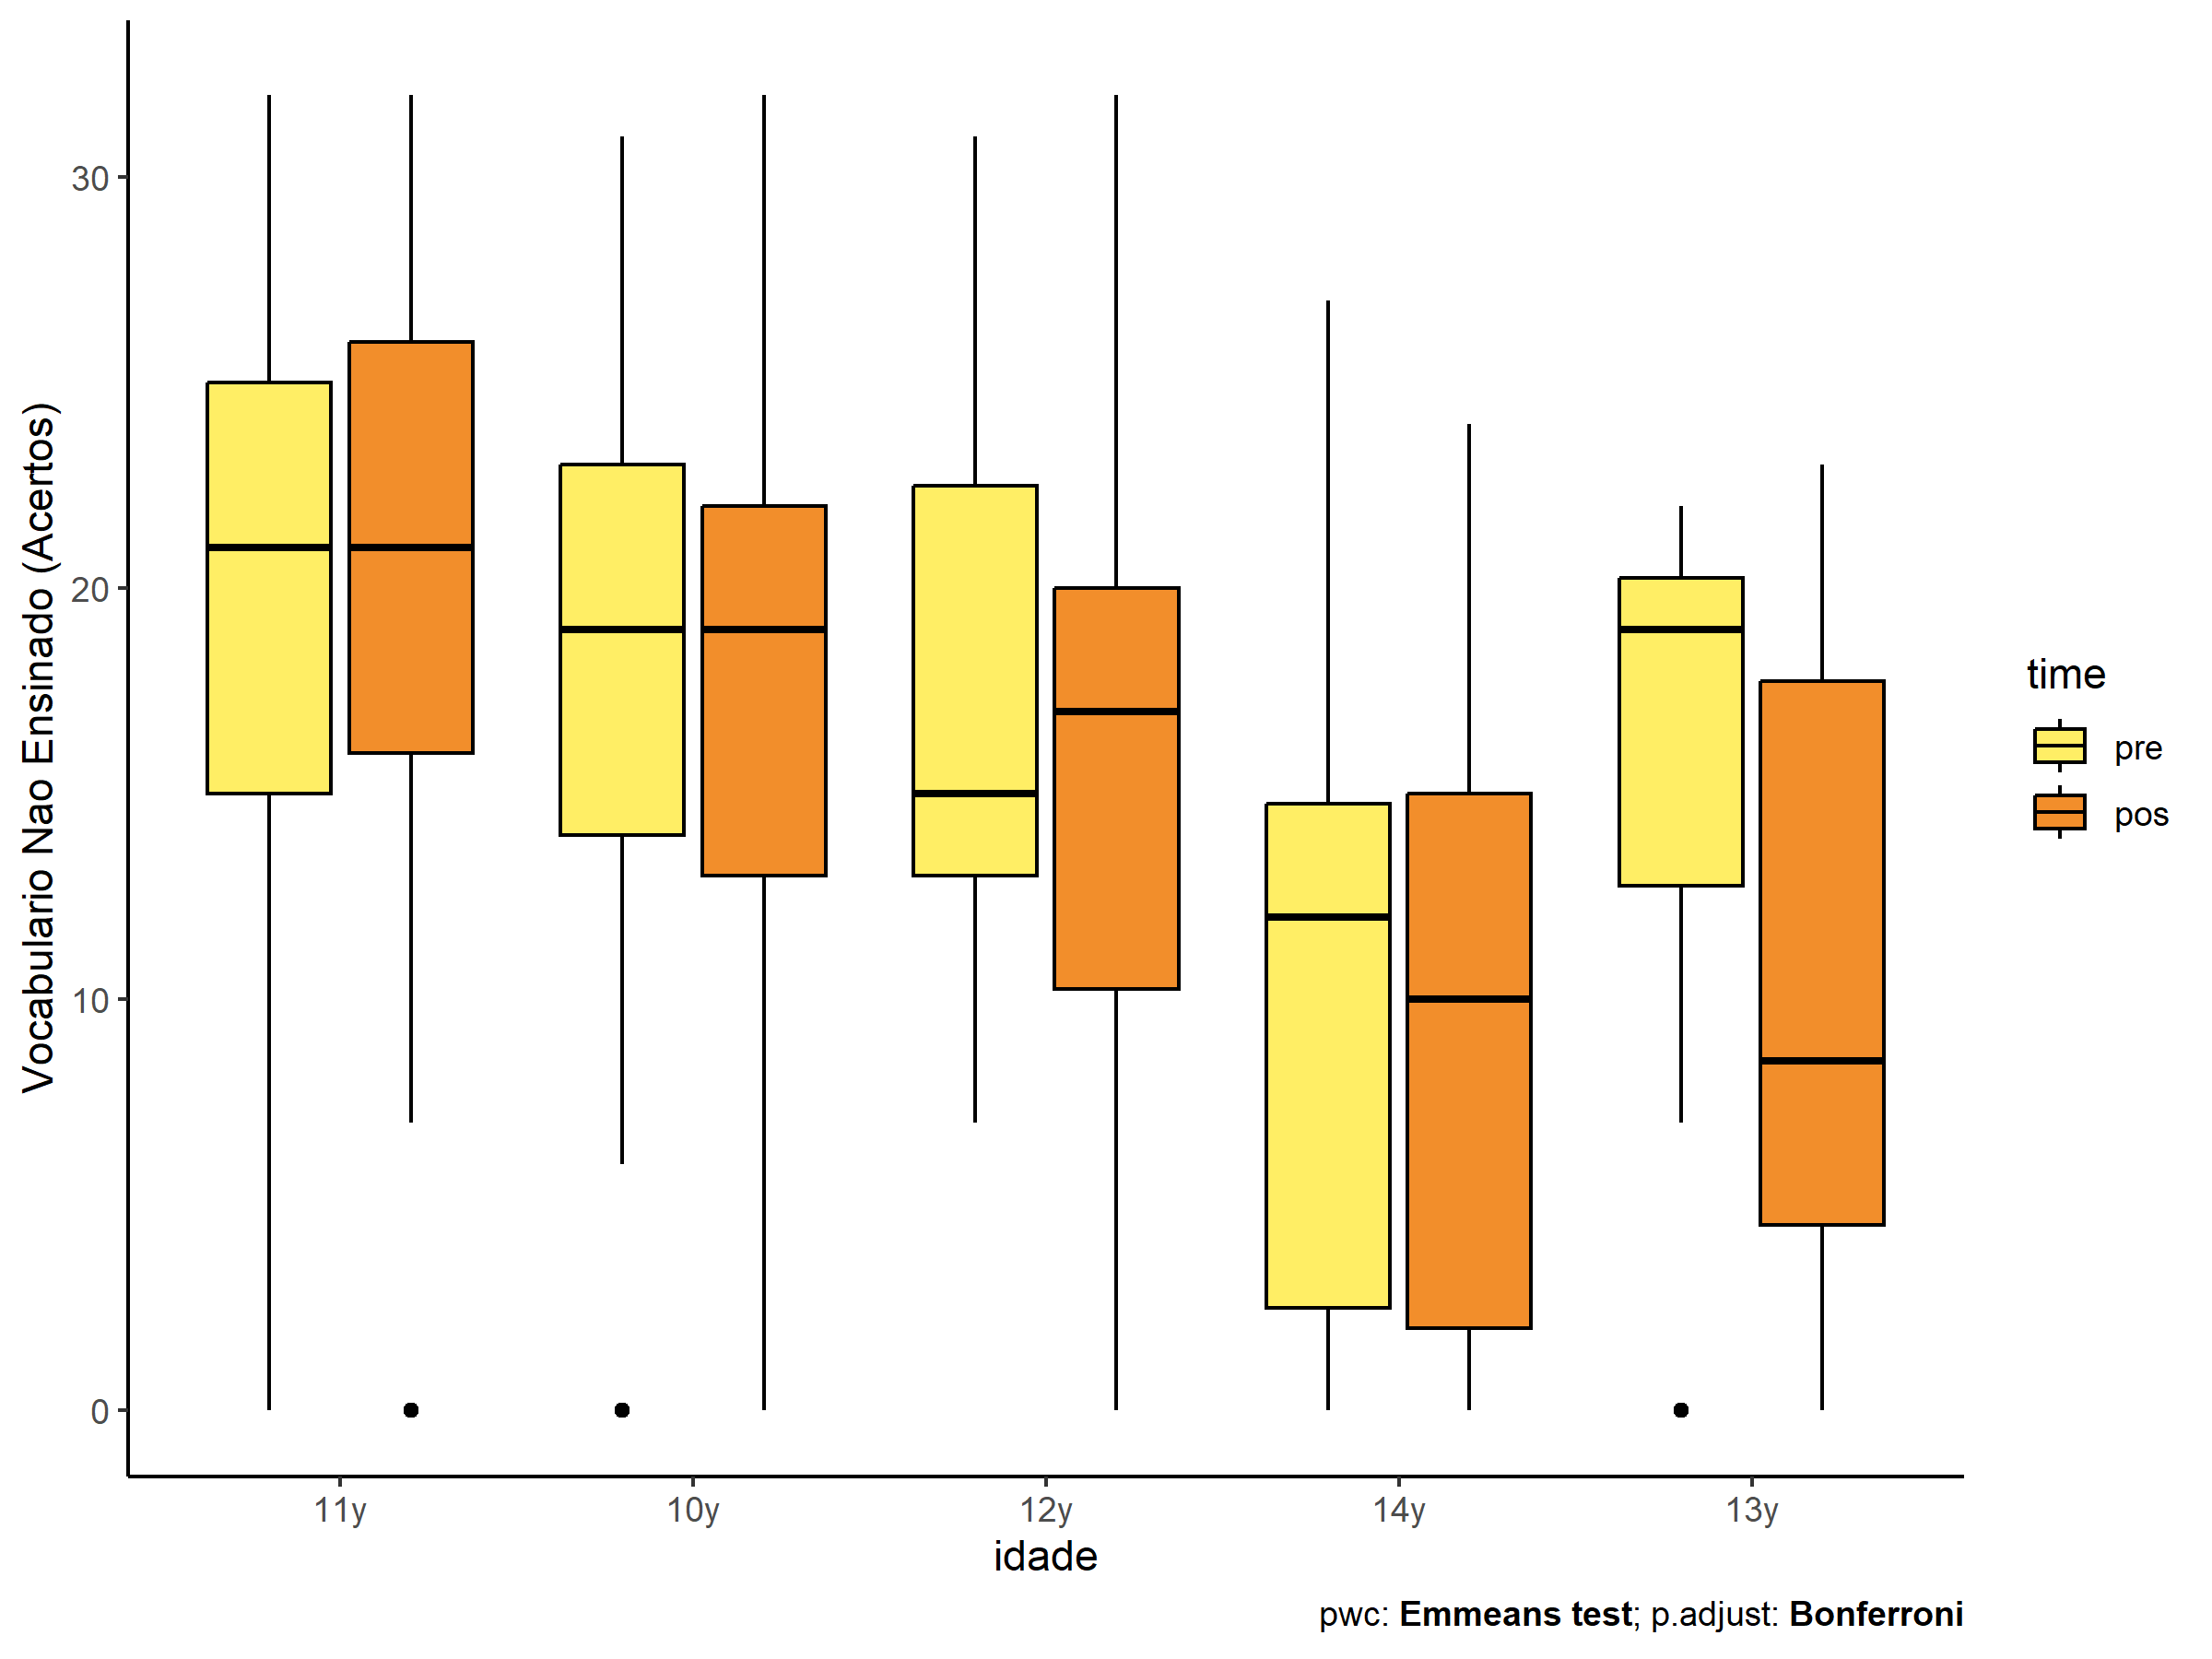 Vocabulario Nao Ensinado (Acertos)
30
20
10
0
11y
10y
12y
14y
13y
idade
time
pre
pos
pwc: Emmeans test; p.adjust: Bonferroni